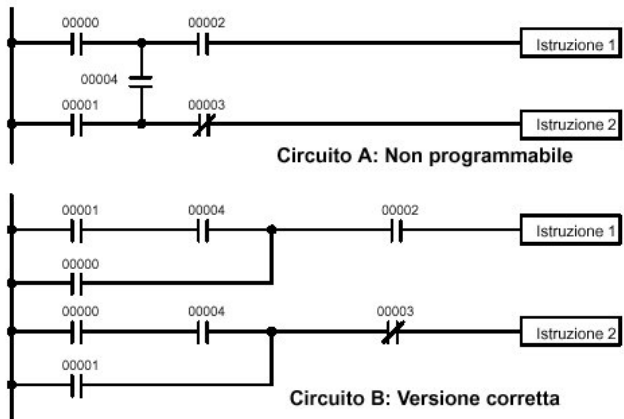 00000 00002
Istruzione 1
00004
00001 00003
Istruzione 2
Circuito A: Non programmabile
00001 00004 00002
Istruzione 1
00000
00000 00004 00003
Istruzione 2
00001
Circuito B: Versione corretta